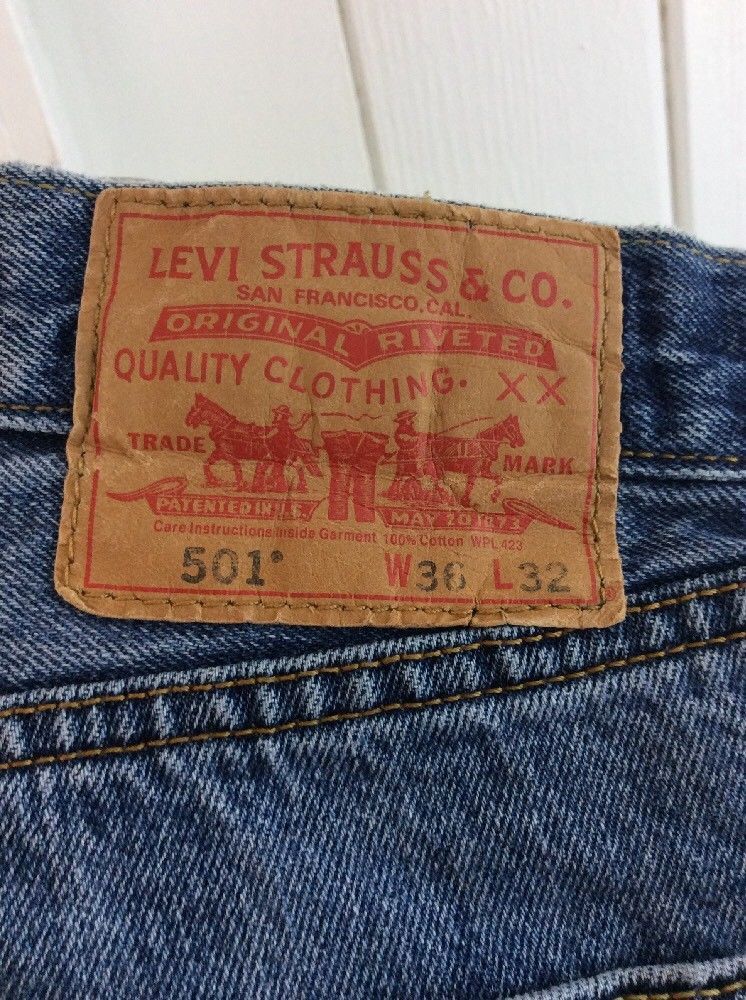 LEVI STRAUSS & CO.
SAN FRANCISCO, CAL.
ORIGINAL RIVETED
QUALITY CLOTHING. XX
TRADE MARK
PATENTED IN U.S. MAY 20 1873
Care Instructions Inside Garment 100% Cotton WPL 423
501® W36 L32
®